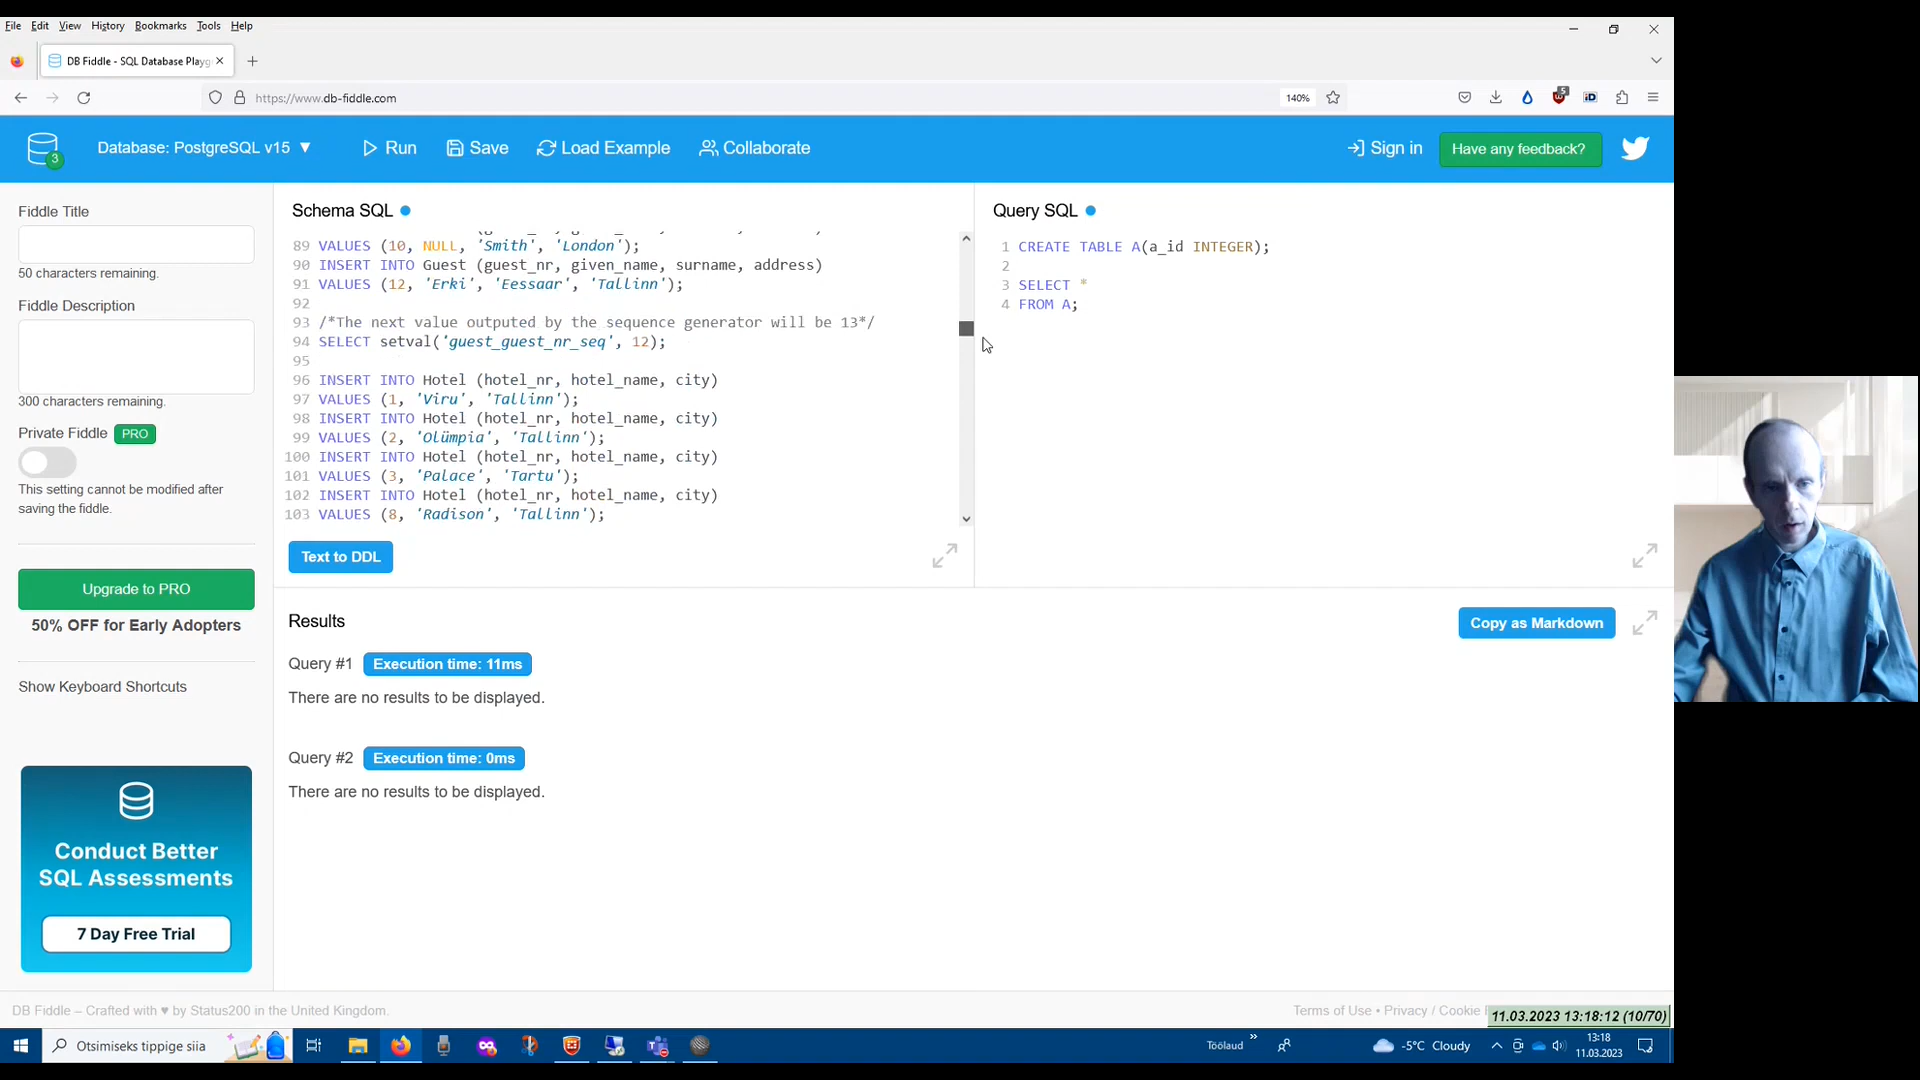 File Edit View History Bookmarks Tools Help
DB Fiddle - SQL Database Playg
https://www.db-fiddle.com
140%
5
iD
3
Database: PostgreSQL v15 ▼
Run
Save
Load Example
Collaborate
Sign in
Have any feedback?
Fiddle Title
50 characters remaining.
Fiddle Description
300 characters remaining.
Private Fiddle PRO
This setting cannot be modified after
saving the fiddle.
Upgrade to PRO
50% OFF for Early Adopters
Show Keyboard Shortcuts
Conduct Better
SQL Assessments
7 Day Free Trial
Schema SQL
89 VALUES (10, NULL, 'Smith', 'London');
90 INSERT INTO Guest (guest_nr, given_name, surname, address)
91 VALUES (12, 'Erki', 'Eessaar', 'Tallinn');
92
93 /*The next value outputed by the sequence generator will be 13*/
94 SELECT setval('guest_guest_nr_seq', 12);
95
96 INSERT INTO Hotel (hotel_nr, hotel_name, city)
97 VALUES (1, 'Viru', 'Tallinn');
98 INSERT INTO Hotel (hotel_nr, hotel_name, city)
99 VALUES (2, 'Olümpia', 'Tallinn');
100 INSERT INTO Hotel (hotel_nr, hotel_name, city)
101 VALUES (3, 'Palace', 'Tartu');
102 INSERT INTO Hotel (hotel_nr, hotel_name, city)
103 VALUES (8, 'Radison', 'Tallinn');
Text to DDL
Query SQL
1 CREATE TABLE A(a_id INTEGER);
2
3 SELECT *
4 FROM A;
Results
Copy as Markdown
Query #1 Execution time: 11ms
There are no results to be displayed.
Query #2 Execution time: 0ms
There are no results to be displayed.
DB Fiddle – Crafted with ♥ by Status200 in the United Kingdom.
Terms of Use • Privacy / Cookie
11.03.2023 13:18:12 (10/70)
Otsimiseks tippige siia
Töölaud
-5°C Cloudy
13:18
11.03.2023